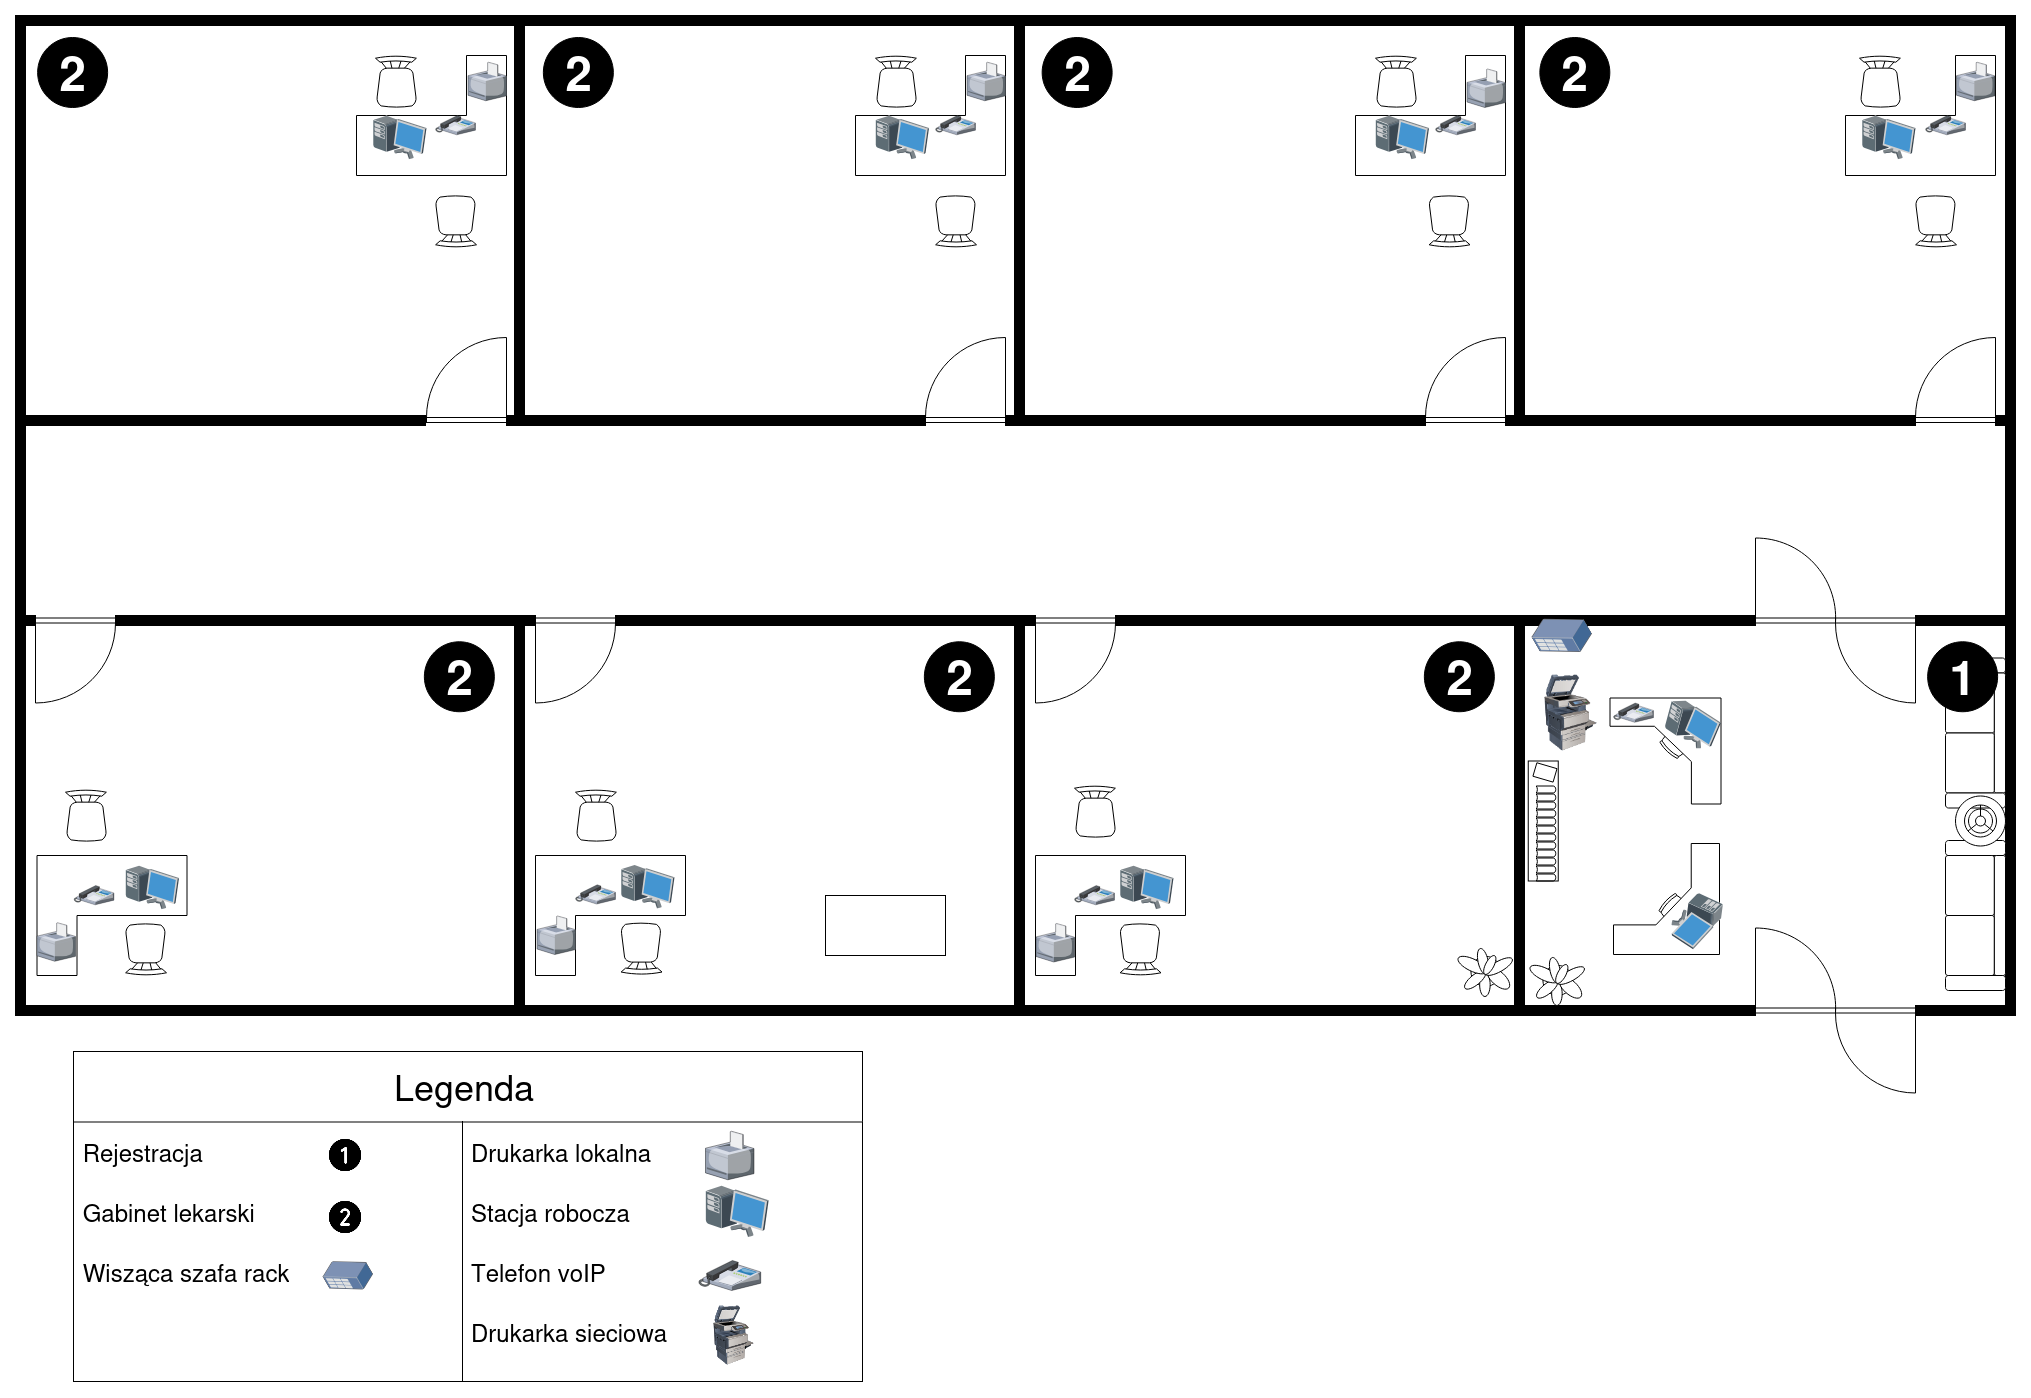 2
2
2
2
2
2
2
1
Legenda
Rejestracja 1
Gabinet lekarski 2
Wisząca szafa rack
Drukarka lokalna
Stacja robocza
Telefon voIP
Drukarka sieciowa